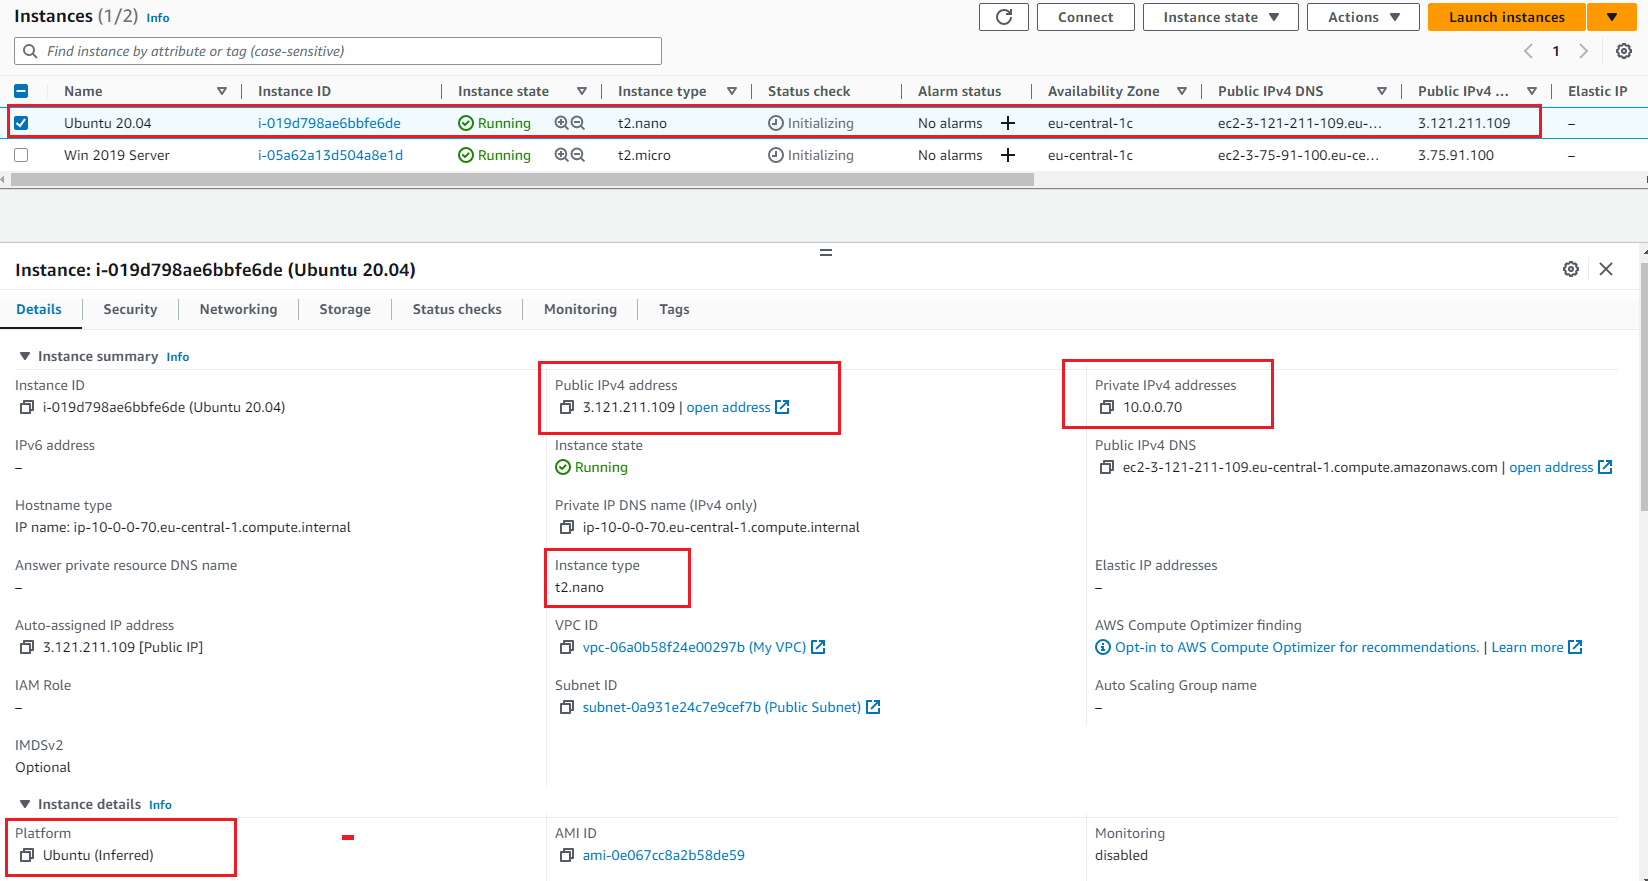 Instances (1/2) Info
Connect Instance state Actions Launch instances
Find instance by attribute or tag (case-sensitive)
1
Name Instance ID Instance state Instance type Status check Alarm status Availability Zone Public IPv4 DNS Public IPv4 ... Elastic IP
Ubuntu 20.04 i-019d798ae6bbfe6de Running t2.nano Initializing No alarms + eu-central-1c ec2-3-121-211-109.eu-... 3.121.211.109 –
Win 2019 Server i-05a62a13d504a8e1d Running t2.micro Initializing No alarms + eu-central-1c ec2-3-75-91-100.eu-ce... 3.75.91.100 –
Instance: i-019d798ae6bbfe6de (Ubuntu 20.04)
Details Security Networking Storage Status checks Monitoring Tags
Instance summary Info
Instance ID Public IPv4 address Private IPv4 addresses
i-019d798ae6bbfe6de (Ubuntu 20.04) 3.121.211.109 | open address 10.0.0.70
IPv6 address Instance state Public IPv4 DNS
– Running ec2-3-121-211-109.eu-central-1.compute.amazonaws.com | open address
Hostname type Private IP DNS name (IPv4 only)
IP name: ip-10-0-0-70.eu-central-1.compute.internal ip-10-0-0-70.eu-central-1.compute.internal
Answer private resource DNS name Instance type Elastic IP addresses
– t2.nano –
Auto-assigned IP address VPC ID AWS Compute Optimizer finding
3.121.211.109 [Public IP] vpc-06a0b58f24e00297b (My VPC) Opt-in to AWS Compute Optimizer for recommendations. | Learn more
IAM Role Subnet ID Auto Scaling Group name
– subnet-0a931e24c7e9cef7b (Public Subnet) –
IMDSv2
Optional
Instance details Info
Platform AMI ID Monitoring
Ubuntu (Inferred) ami-0e067cc8a2b58de59 disabled